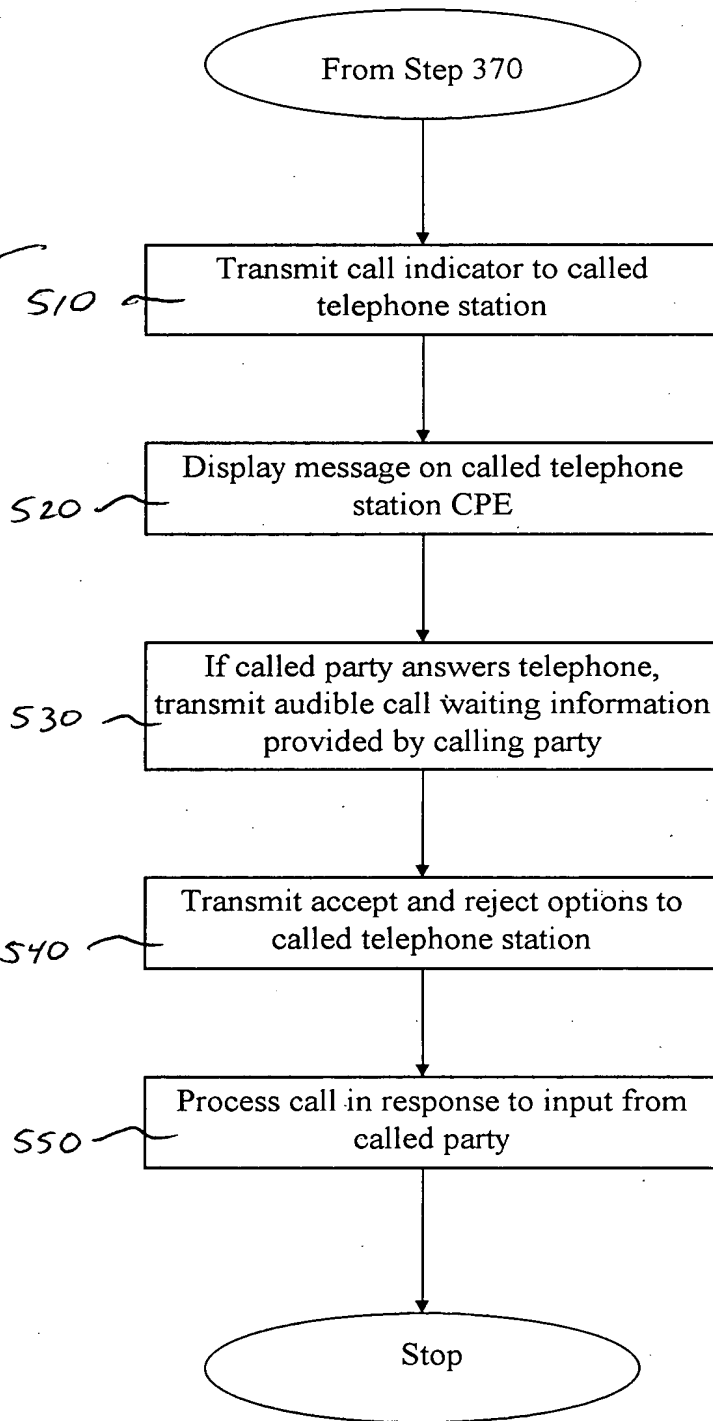 From Step 370
510
Transmit call indicator to called
telephone station
520
Display message on called telephone
station CPE
530
If called party answers telephone,
transmit audible call waiting information
provided by calling party
540
Transmit accept and reject options to
called telephone station
550
Process call in response to input from
called party
Stop